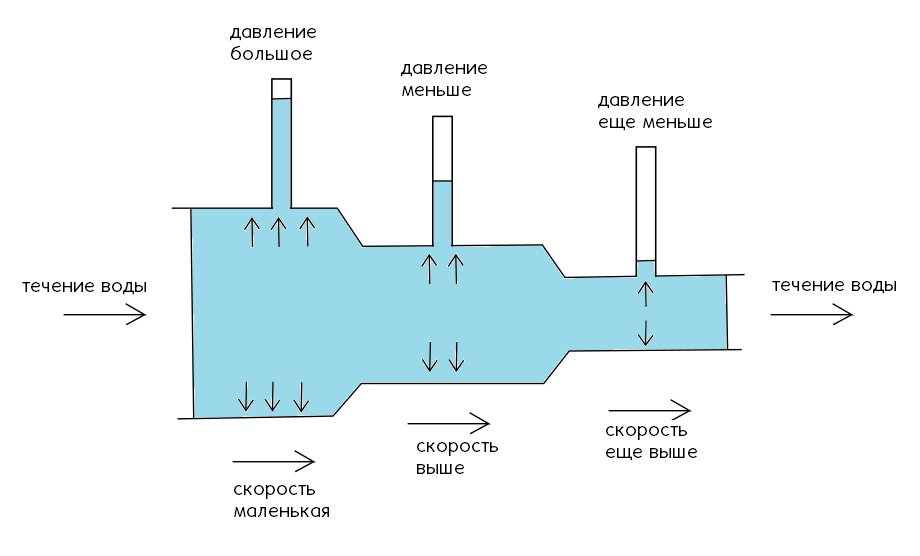 давление
большое
давление
меньше
давление
еще меньше
течение воды
течение воды
скорость
маленькая
скорость
выше
скорость
еще выше